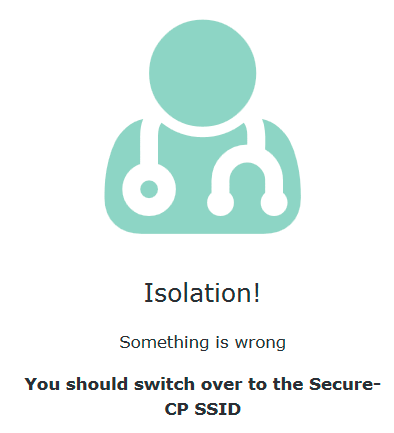 Isolation!
Something is wrong
You should switch over to the Secure-
CP SSID